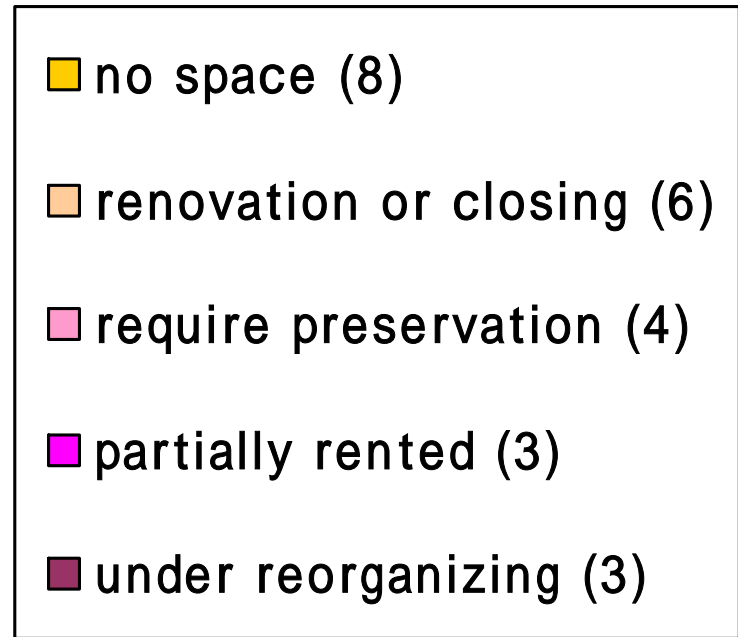 no space (8)
renovation or closing (6)
require preservation (4)
partially rented (3)
under reorganizing (3)